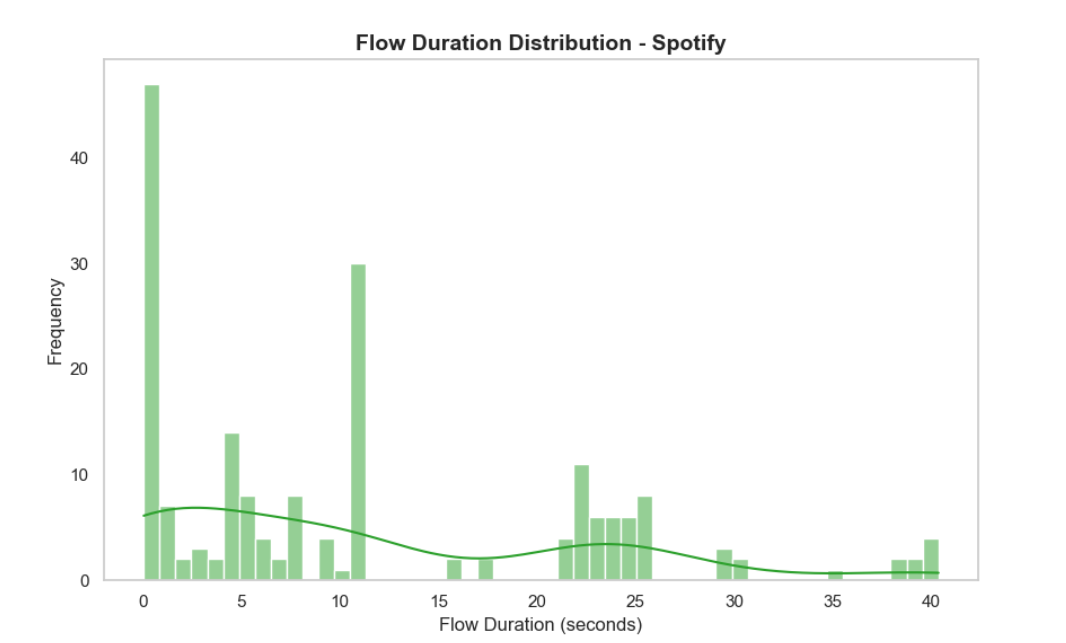 Flow Duration Distribution - Spotify
Frequency
40
30
20
10
0
0 5 10 15 20 25 30 35 40
Flow Duration (seconds)